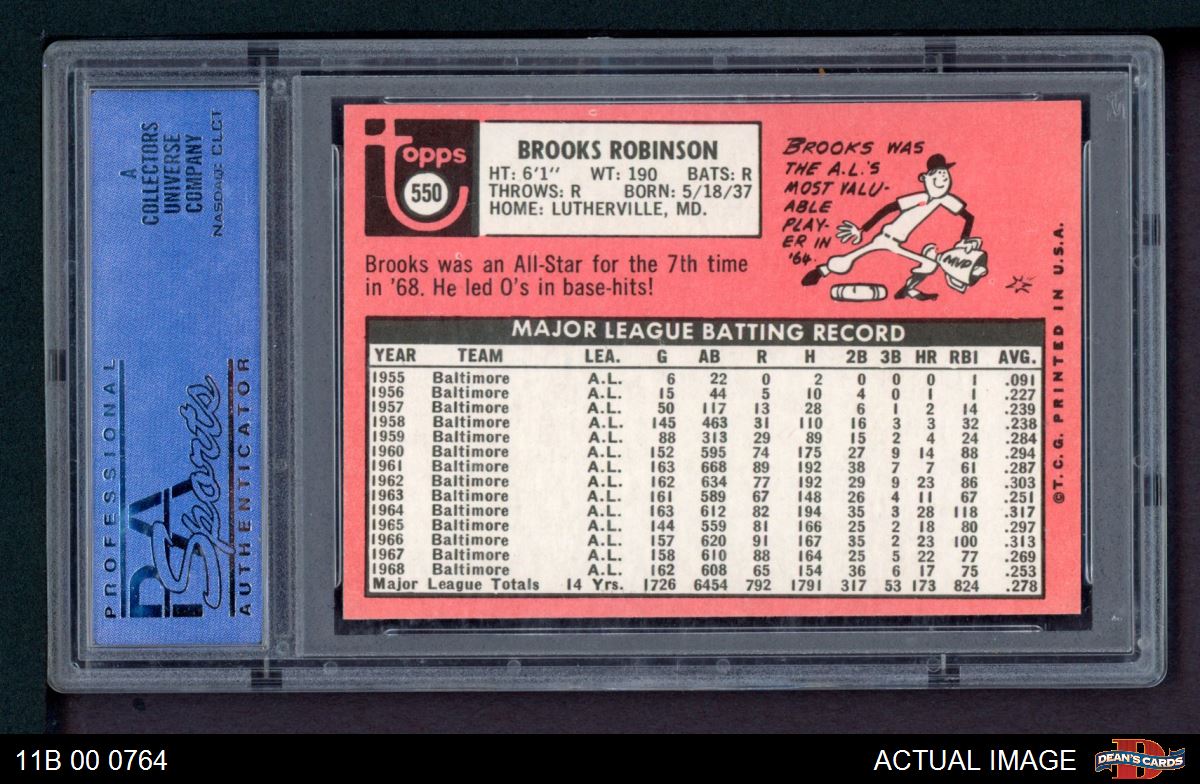 A
COLLECTORS
UNIVERSE
COMPANY
NASDAQ: CLCT
PROFESSIONAL
PSA
Sports
AUTHENTICATOR
topps
550
BROOKS ROBINSON
HT: 6'1" WT: 190 BATS: R
THROWS: R BORN: 5/18/37
HOME: LUTHERVILLE, MD.
BROOKS WAS
THE A.L.'S
MOST VALU-
ABLE
PLAY-
ER IN
'64.
MVP
Brooks was an All-Star for the 7th time
in '68. He led O's in base-hits!
MAJOR LEAGUE BATTING RECORD
YEAR TEAM LEA. G AB R H 2B 3B HR RBI AVG.
1955 Baltimore A.L. 6 22 0 2 0 0 0 1 .091
1956 Baltimore A.L. 15 44 5 10 4 0 1 1 .227
1957 Baltimore A.L. 50 117 13 28 6 1 2 14 .239
1958 Baltimore A.L. 145 463 31 110 16 3 3 32 .238
1959 Baltimore A.L. 88 313 29 89 15 2 4 24 .284
1960 Baltimore A.L. 152 595 74 175 27 9 14 88 .294
1961 Baltimore A.L. 163 668 89 192 38 7 7 61 .287
1962 Baltimore A.L. 162 634 77 192 29 9 23 86 .303
1963 Baltimore A.L. 161 589 67 148 26 4 11 67 .251
1964 Baltimore A.L. 163 612 82 194 35 3 28 118 .317
1965 Baltimore A.L. 144 559 81 166 25 2 18 80 .297
1966 Baltimore A.L. 157 620 91 167 35 2 23 100 .313
1967 Baltimore A.L. 158 610 88 164 25 5 22 77 .269
1968 Baltimore A.L. 162 608 65 154 36 6 17 75 .253
Major League Totals 14 Yrs. 1726 6454 792 1791 317 53 173 824 .278
©T.C.G. PRINTED IN U.S.A.
11B 00 0764
ACTUAL IMAGE
D
DEAN'S CARDS